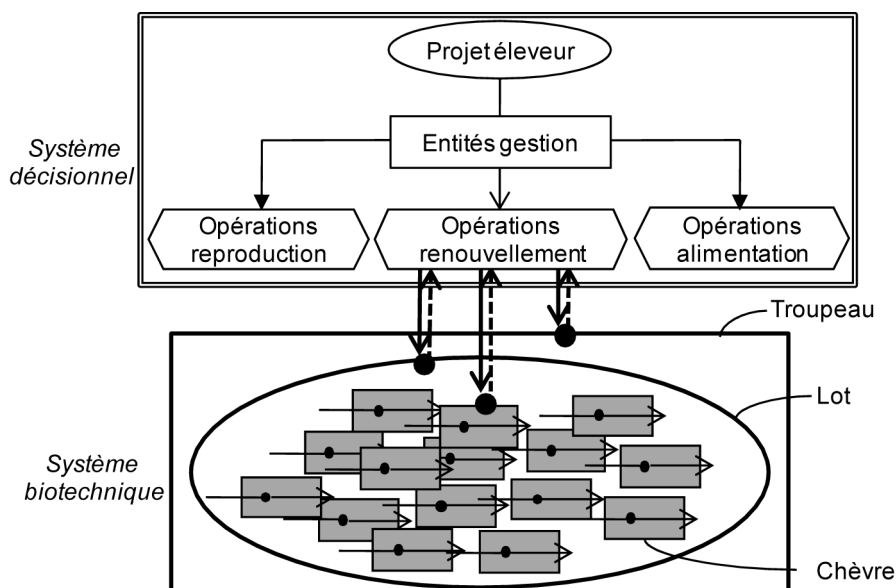 Projet éleveur
Système
décisionnel
Entités gestion
Opérations
reproduction
Opérations
renouvellement
Opérations
alimentation
Troupeau
Lot
Système
biotechnique
Chèvre